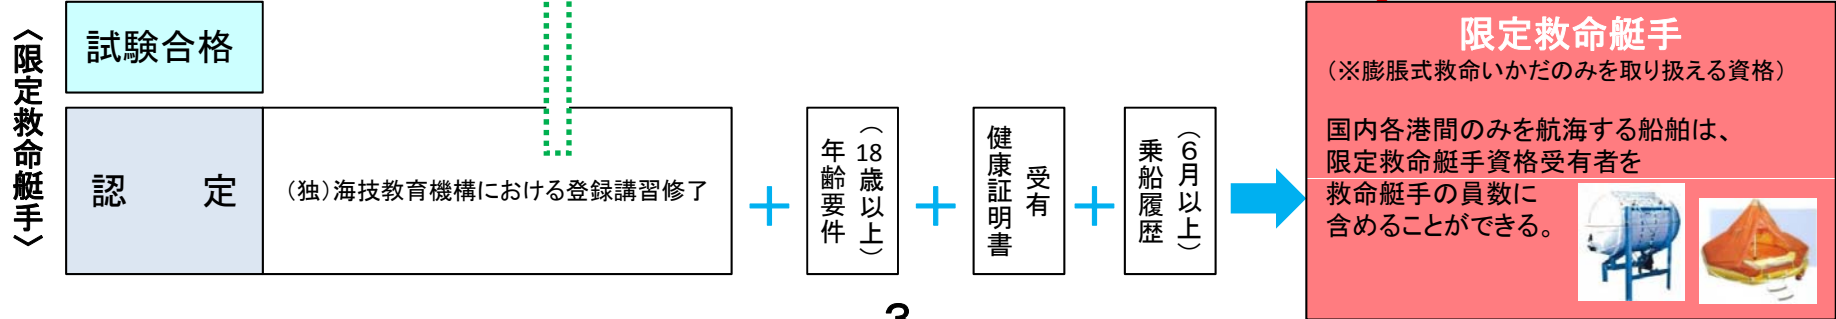 〈限定救命艇手〉
試験合格
認　定
（独）海技教育機構における登録講習修了
＋
年齢要件
（18歳以上）
＋
健康証明書
受有
＋
乗船履歴
（６月以上）
限定救命艇手
（※膨脹式救命いかだのみを取り扱える資格）
国内各港間のみを航海する船舶は、
限定救命艇手資格受有者を
救命艇手の員数に
含めることができる。
3